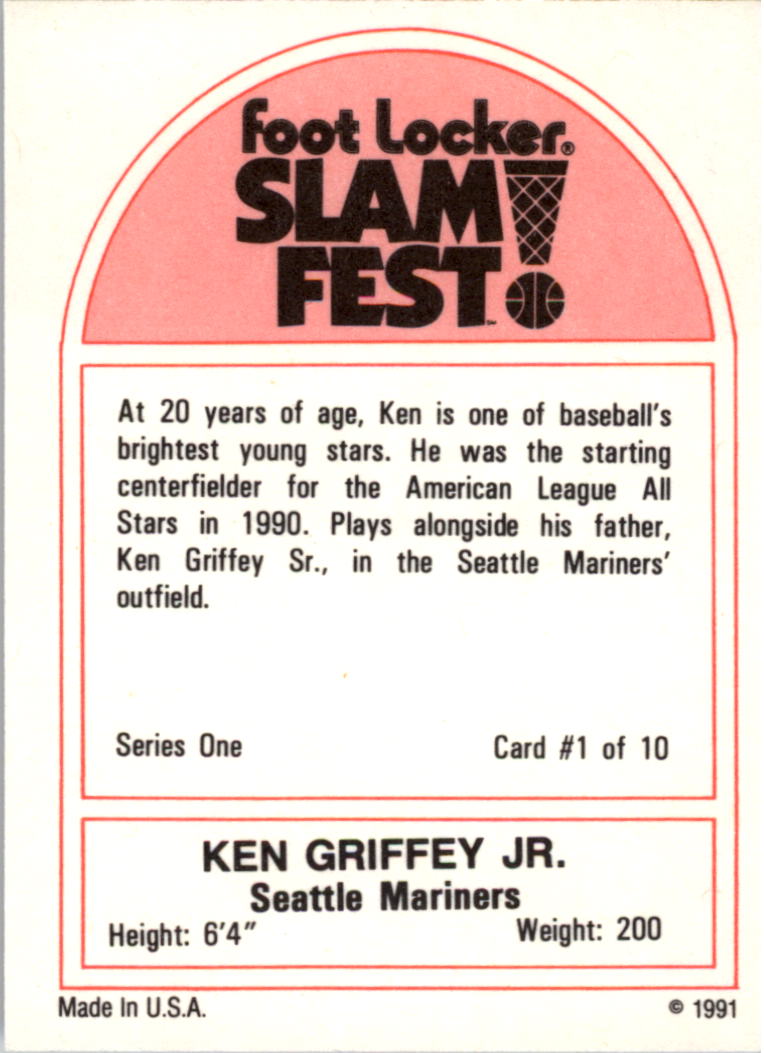 foot Locker®
SLAM
FEST℠
At 20 years of age, Ken is one of baseball's
brightest young stars. He was the starting
centerfielder for the American League All
Stars in 1990. Plays alongside his father,
Ken Griffey Sr., in the Seattle Mariners'
outfield.
Series One Card #1 of 10
KEN GRIFFEY JR.
Seattle Mariners
Height: 6'4" Weight: 200
Made In U.S.A. © 1991